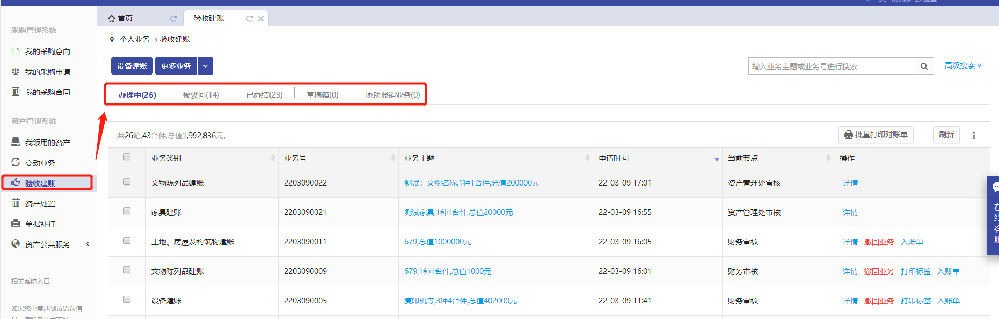 首页
验收建账
个人业务 › 验收建账
采购管理系统
我的采购意向
我的采购申请
我的采购合同
资产管理系统
我领用的资产
变动业务
验收建账
资产处置
单据补打
资产公共服务
相关系统入口
如果您重复遇到该错误信
设备建账 更多业务
输入业务主题或业务号进行搜索 高级搜索
办理中(26) 被驳回(14) 已办结(23) 草稿箱(0) 协助报销业务(0)
共26笔,43台件,总值1,992,836元。 批量打印对账单 刷新
业务类别 业务号 业务主题 申请时间 当前节点 操作
文物陈列品建账 2203090022 测试：文物名称,1种1台件,总值200000元 22-03-09 17:01 资产管理处审核 详情
家具建账 2203090021 测试家具,1种1台件,总值20000元 22-03-09 16:55 资产管理处审核 详情
土地、房屋及构筑物建账 2203090011 679,总值1000000元 22-03-09 16:05 财务审核 详情 撤回业务 入账单
文物陈列品建账 2203090009 679,1种1台件,总值1000元 22-03-09 16:01 财务审核 详情 撤回业务 打印标签 入账单
设备建账 2203090005 复印机等,3种4台件,总值402000元 22-03-09 11:41 财务审核 详情 撤回业务 打印标签 入账单
在线客服